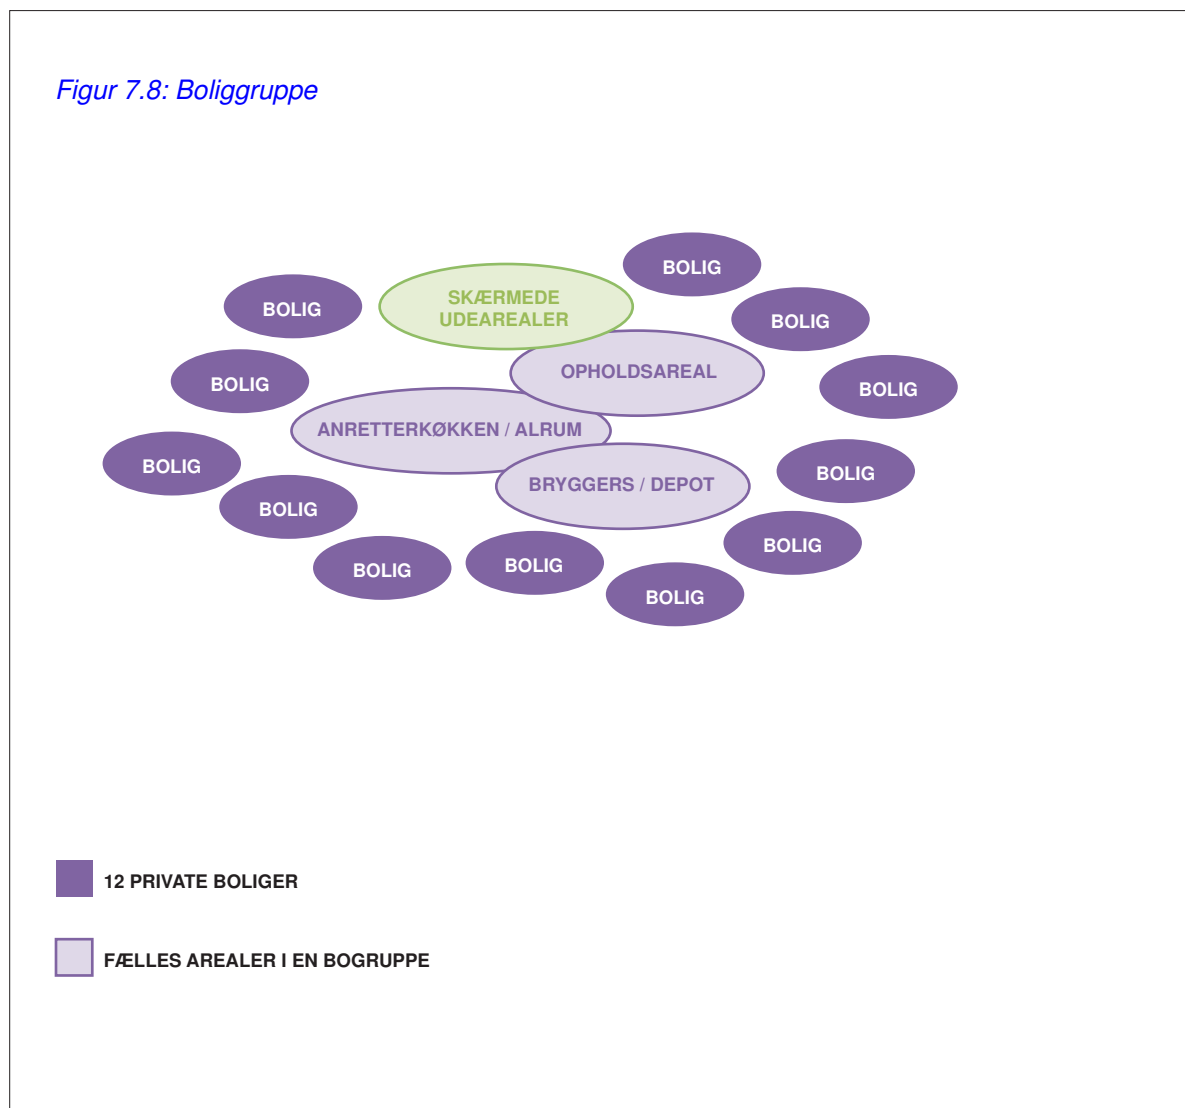 Figur 7.8: Boliggruppe
BOLIG
SKÆRMEDE
UDEAREALER
BOLIG
BOLIG
BOLIG
OPHOLDSAREAL
BOLIG
BOLIG
ANRETTERKØKKEN / ALRUM
BOLIG
BRYGGERS / DEPOT
BOLIG
BOLIG
BOLIG
BOLIG
BOLIG
BOLIG
12 PRIVATE BOLIGER
FÆLLES AREALER I EN BOGRUPPE